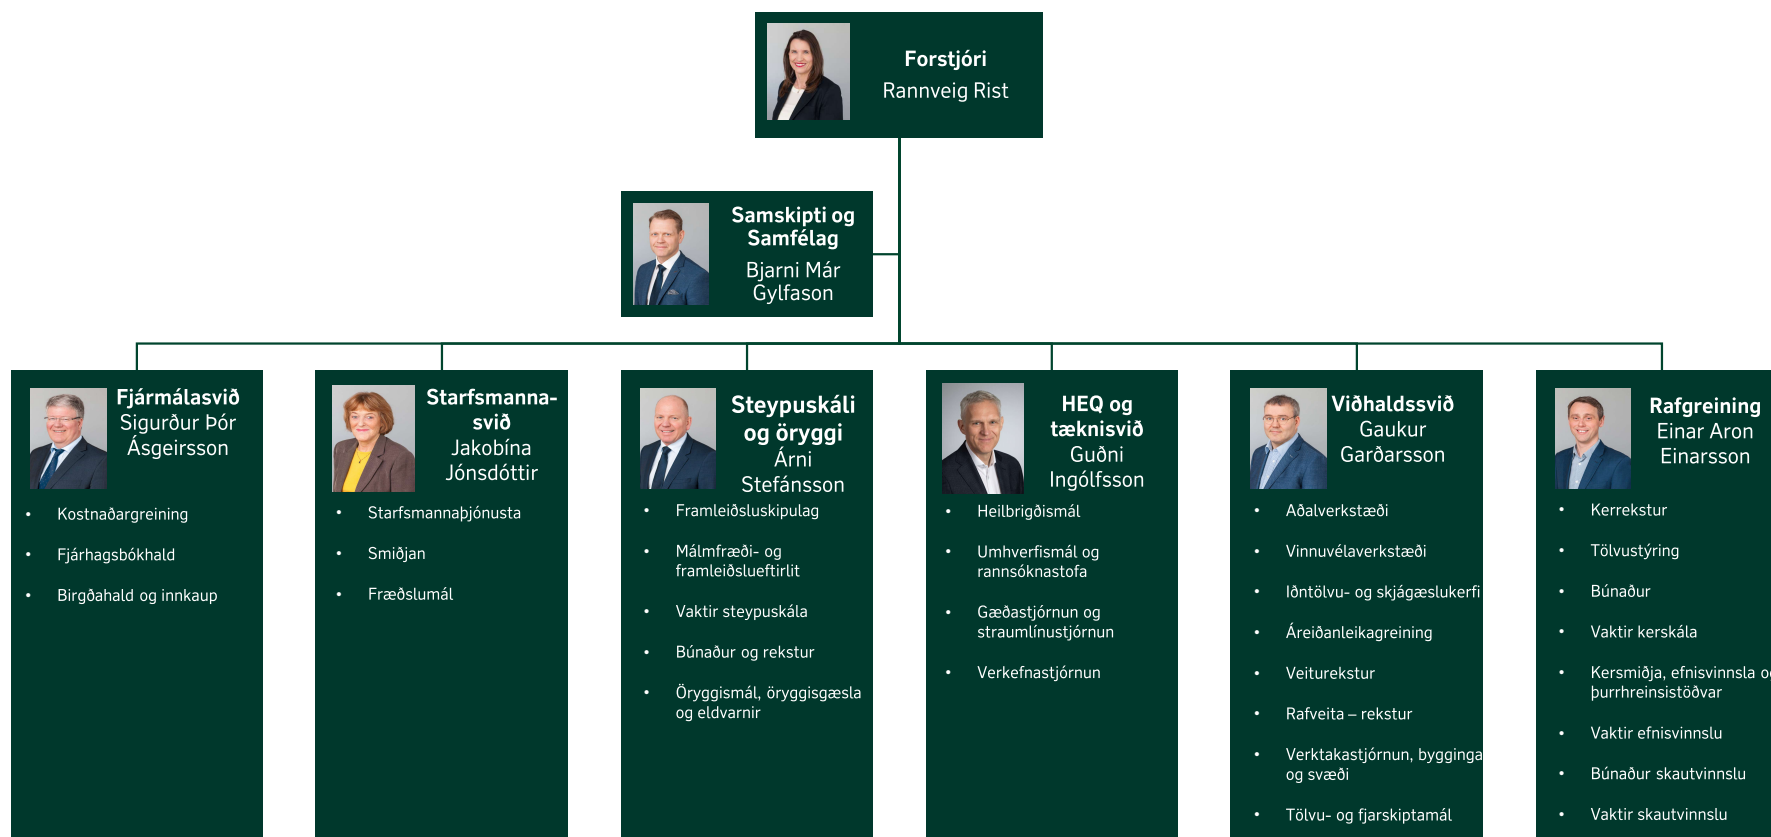 Forstjóri
Rannveig Rist
Samskipti og
Samfélag
Bjarni Már
Gylfason
Fjármálasvið
Sigurður Þór
Ásgeirsson
• Kostnaðargreining
• Fjárhagsbókhald
• Birgðahald og innkaup
Starfsmanna-
svið
Jakobína
Jónsdóttir
• Starfsmannaþjónusta
• Smiðjan
• Fræðslumál
Steypuskáli
og öryggi
Árni
Stefánsson
• Framleiðsluskipulag
• Málmfræði- og
framleiðslueftirlit
• Vaktir steypuskála
• Búnaður og rekstur
• Öryggismál, öryggisgæsla
og eldvarnir
HEQ og
tæknisvið
Guðni
Ingólfsson
• Heilbrigðismál
• Umhverfismál og
rannsóknastofa
• Gæðastjórnun og
straumlínustjórnun
• Verkefnastjórnun
Viðhaldssvið
Gaukur
Garðarsson
• Aðalverkstæði
• Vinnuvélaverkstæði
• Iðntölvu- og skjágæslukerfi
• Áreiðanleikagreining
• Veiturekstur
• Rafveita – rekstur
• Verktakastjórnun, bygginga
og svæði
• Tölvu- og fjarskiptamál
Rafgreining
Einar Aron
Einarsson
• Kerrekstur
• Tölvustýring
• Búnaður
• Vaktir kerskála
• Kersmiðja, efnisvinnsla og
þurrhreinsistöðvar
• Vaktir efnisvinnslu
• Búnaður skautvinnslu
• Vaktir skautvinnslu